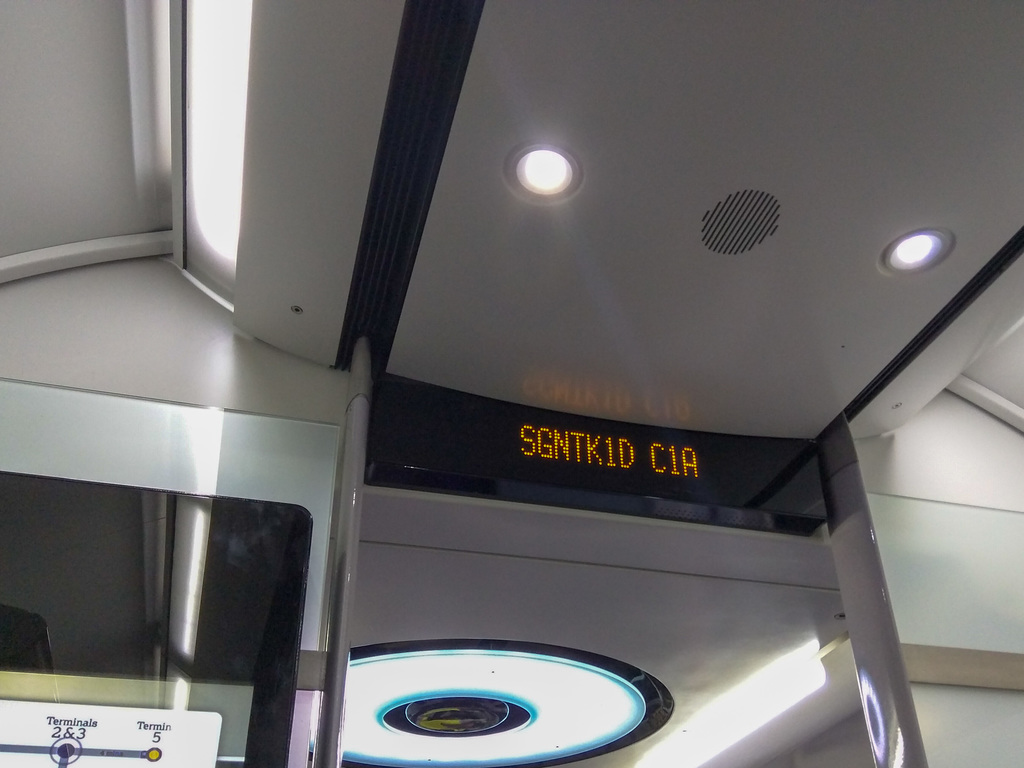 SGNTK1D C1A
Terminals
2&3
Termin
5